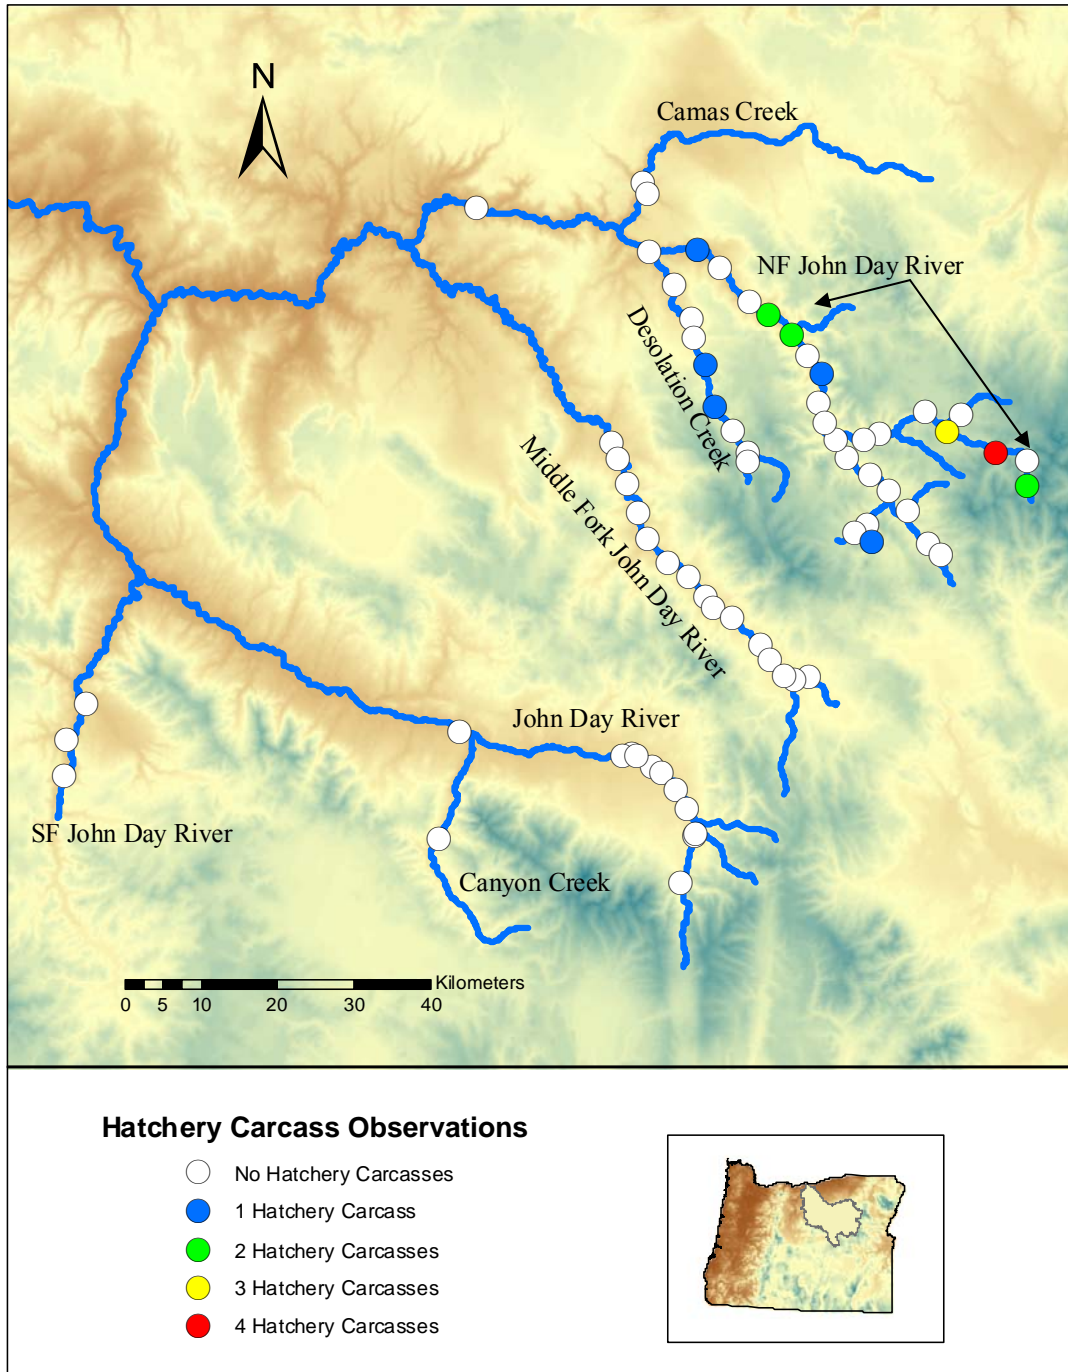 N
Camas Creek
NF John Day River
Desolation Creek
Middle Fork John Day River
John Day River
SF John Day River
Canyon Creek
Kilometers
0 5 10 20 30 40
Hatchery Carcass Observations
No Hatchery Carcasses
1 Hatchery Carcass
2 Hatchery Carcasses
3 Hatchery Carcasses
4 Hatchery Carcasses